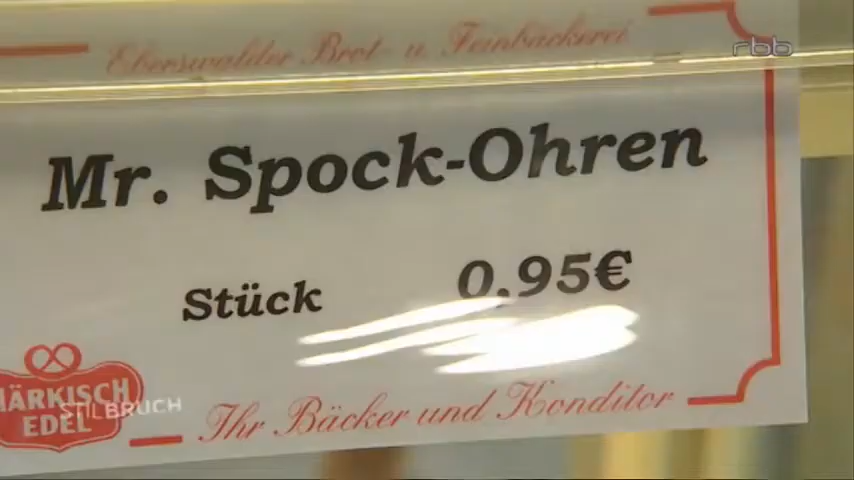 rbb
Eberswalder Brot- u Feinbäckerei
Mr. Spock-Ohren
Stück 0,95€
MÄRKISCH
EDEL
STILBRUCH
Ihr Bäcker und Konditor